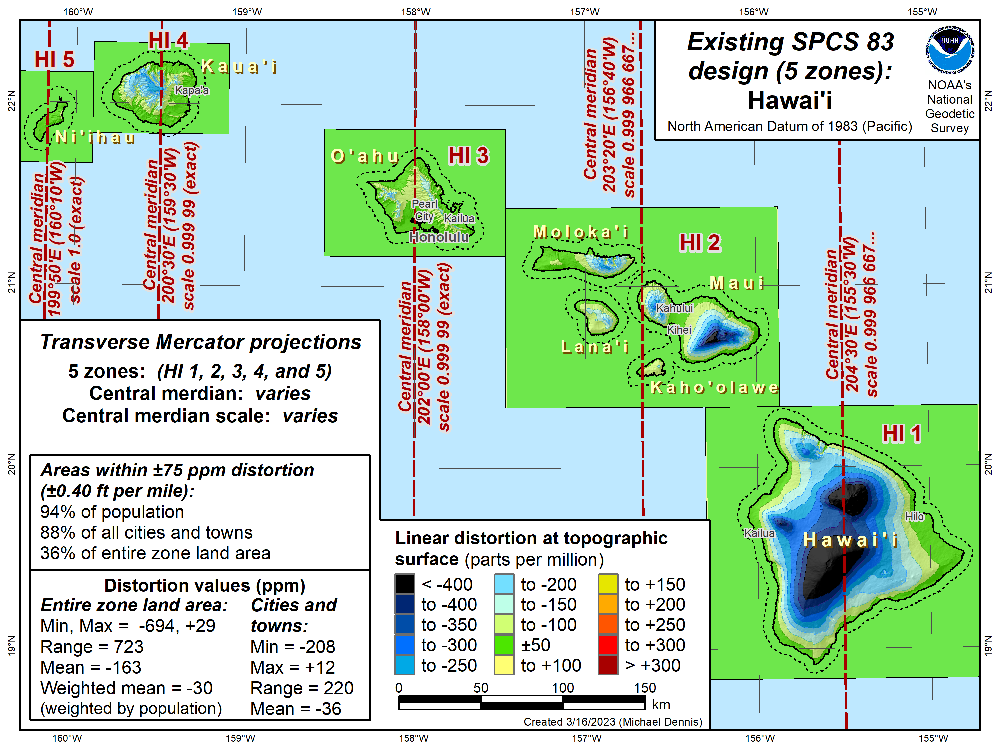 160°W 159°W 158°W 157°W 156°W 155°W
Existing SPCS 83
design (5 zones):
Hawai'i
North American Datum of 1983 (Pacific)
NATIONAL OCEANIC AND ATMOSPHERIC ADMINISTRATION
NOAA
U.S. DEPARTMENT OF COMMERCE
NOAA's
National
Geodetic
Survey
HI 5
HI 4
Kaua'i
Kapa'a
Ni'ihau
22°N
22°N
Central meridian
199°50'E (160°10'W)
scale 1.0 (exact)
Central meridian
200°30'E (159°30'W)
scale 0.999 99 (exact)
O'ahu
HI 3
Pearl
City
Kailua
Honolulu
Central meridian
202°00'E (158°00'W)
scale 0.999 99 (exact)
Central meridian
203°20'E (156°40'W)
scale 0.999 966 667...
Moloka'i
HI 2
Maui
Kahului
Kihei
Lana'i
Kaho'olawe
21°N
21°N
Central meridian
204°30'E (155°30'W)
scale 0.999 966 667...
HI 1
Hilo
Kailua
Hawai'i
20°N
20°N
19°N
19°N
Transverse Mercator projections
5 zones: (HI 1, 2, 3, 4, and 5)
Central merdian: varies
Central merdian scale: varies
Areas within ±75 ppm distortion
(±0.40 ft per mile):
94% of population
88% of all cities and towns
36% of entire zone land area
Distortion values (ppm)
Entire zone land area:
Min, Max = -694, +29
Range = 723
Mean = -163
Weighted mean = -30
(weighted by population)
Cities and
towns:
Min = -208
Max = +12
Range = 220
Mean = -36
Linear distortion at topographic
surface (parts per million)
< -400
to -400
to -350
to -300
to -250
to -200
to -150
to -100
±50
to +100
to +150
to +200
to +250
to +300
> +300
0 50 100 150
km
Created 3/16/2023 (Michael Dennis)
160°W 159°W 158°W 157°W 156°W 155°W